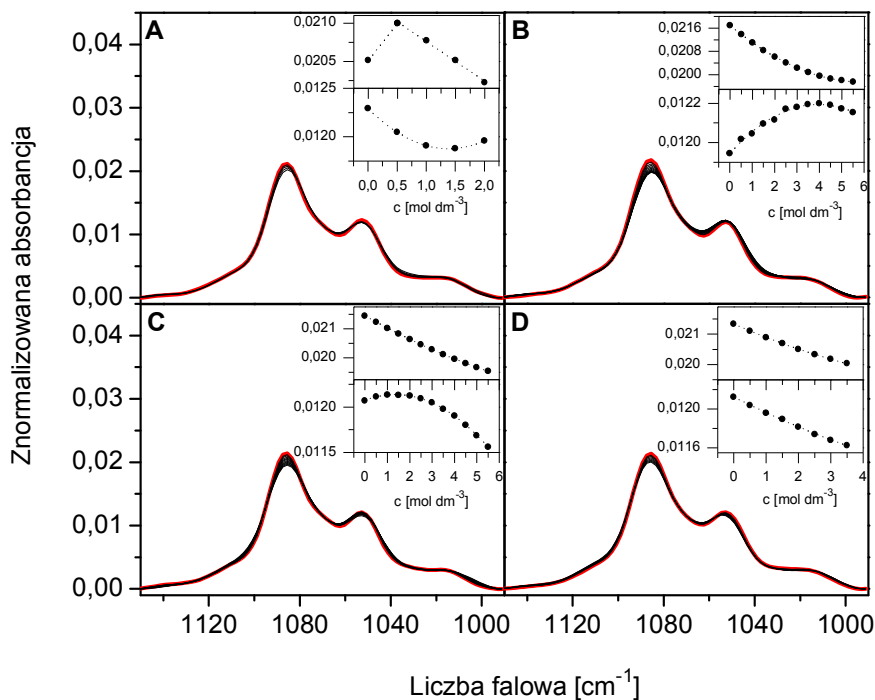 Znormalizowana absorbancja
0,04
0,03
0,02
0,01
0,00
A
0,0210
0,0205
0,0125
0,0120
0,0 0,5 1,0 1,5 2,0
c [mol dm⁻³]
B
0,0216
0,0208
0,0200
0,0122
0,0120
0 1 2 3 4 5 6
c [mol dm⁻³]
0,04
0,03
0,02
0,01
0,00
C
0,021
0,020
0,0120
0,0115
0 1 2 3 4 5 6
c [mol dm⁻³]
D
0,021
0,020
0,0120
0,0116
0 1 2 3 4
c [mol dm⁻³]
1120 1080 1040 1000 1120 1080 1040 1000
Liczba falowa [cm⁻¹]